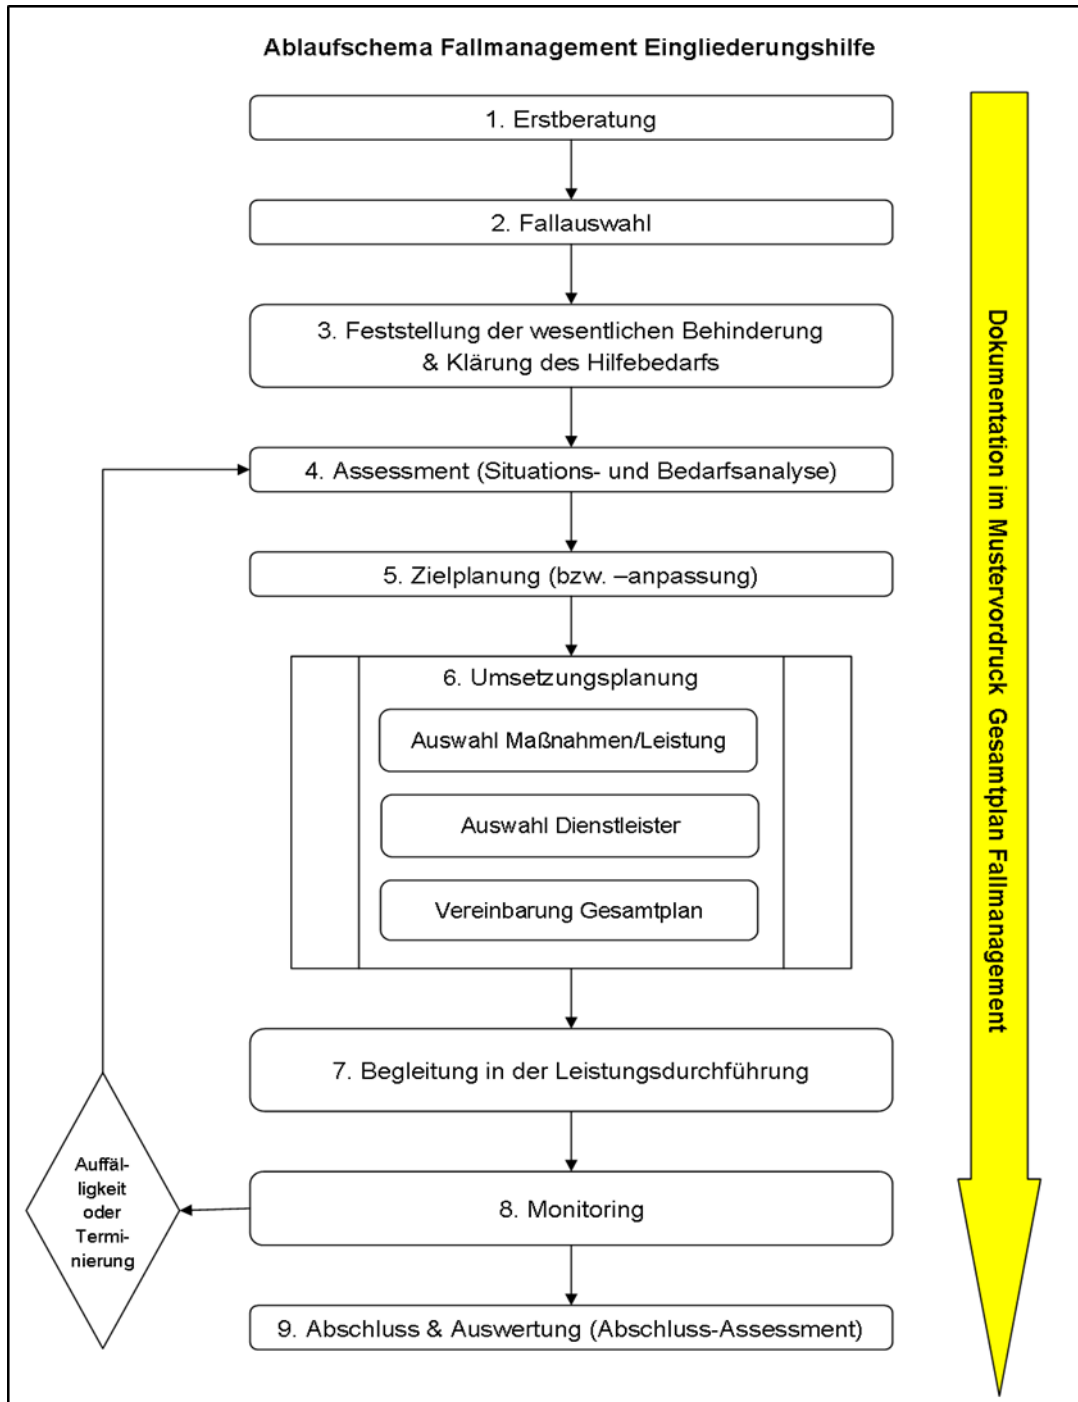 Ablaufschema Fallmanagement Eingliederungshilfe
1. Erstberatung
2. Fallauswahl
3. Feststellung der wesentlichen Behinderung
& Klärung des Hilfebedarfs
4. Assessment (Situations- und Bedarfsanalyse)
5. Zielplanung (bzw. –anpassung)
6. Umsetzungsplanung
Auswahl Maßnahmen/Leistung
Auswahl Dienstleister
Vereinbarung Gesamtplan
7. Begleitung in der Leistungsdurchführung
8. Monitoring
Auffäl-
ligkeit
oder
Termi-
nierung
9. Abschluss & Auswertung (Abschluss-Assessment)
Dokumentation im Mustervordruck Gesamtplan Fallmanagement